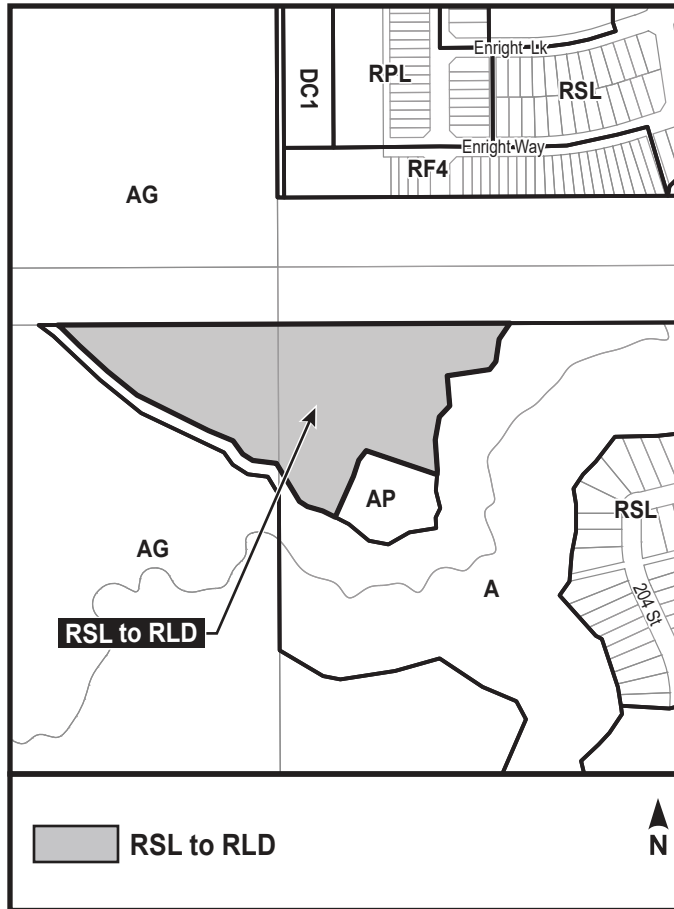 Enright Lk
DC1
RPL
RSL
Enright Way
RF4
AG
AP
RSL
AG
A
204 St
RSL to RLD
RSL to RLD
N